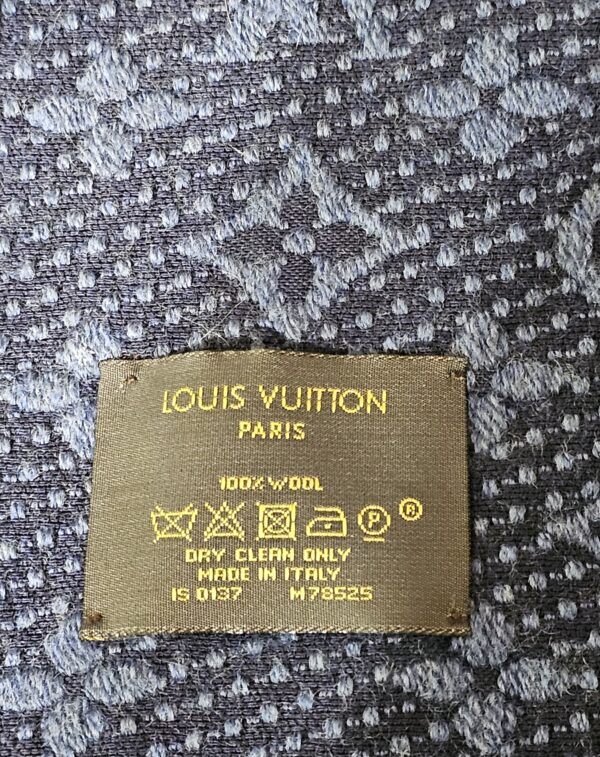 LOUIS VUITTON
PARIS
100% WOOL
P ®
DRY CLEAN ONLY
MADE IN ITALY
IS 0137 M78525